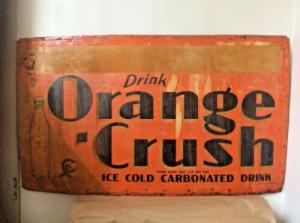 Drink
Orange
Crush
ICE COLD CARBONATED DRINK